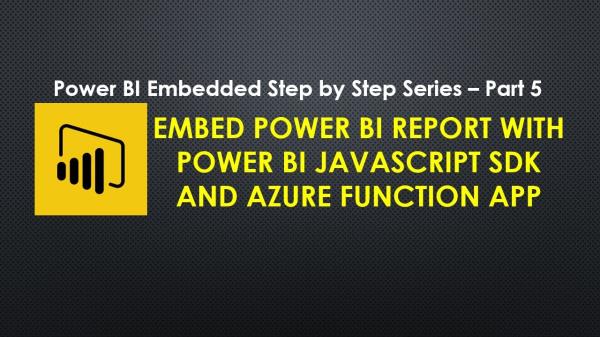 Power BI Embedded Step by Step Series – Part 5
EMBED POWER BI REPORT WITH
POWER BI JAVASCRIPT SDK
AND AZURE FUNCTION APP